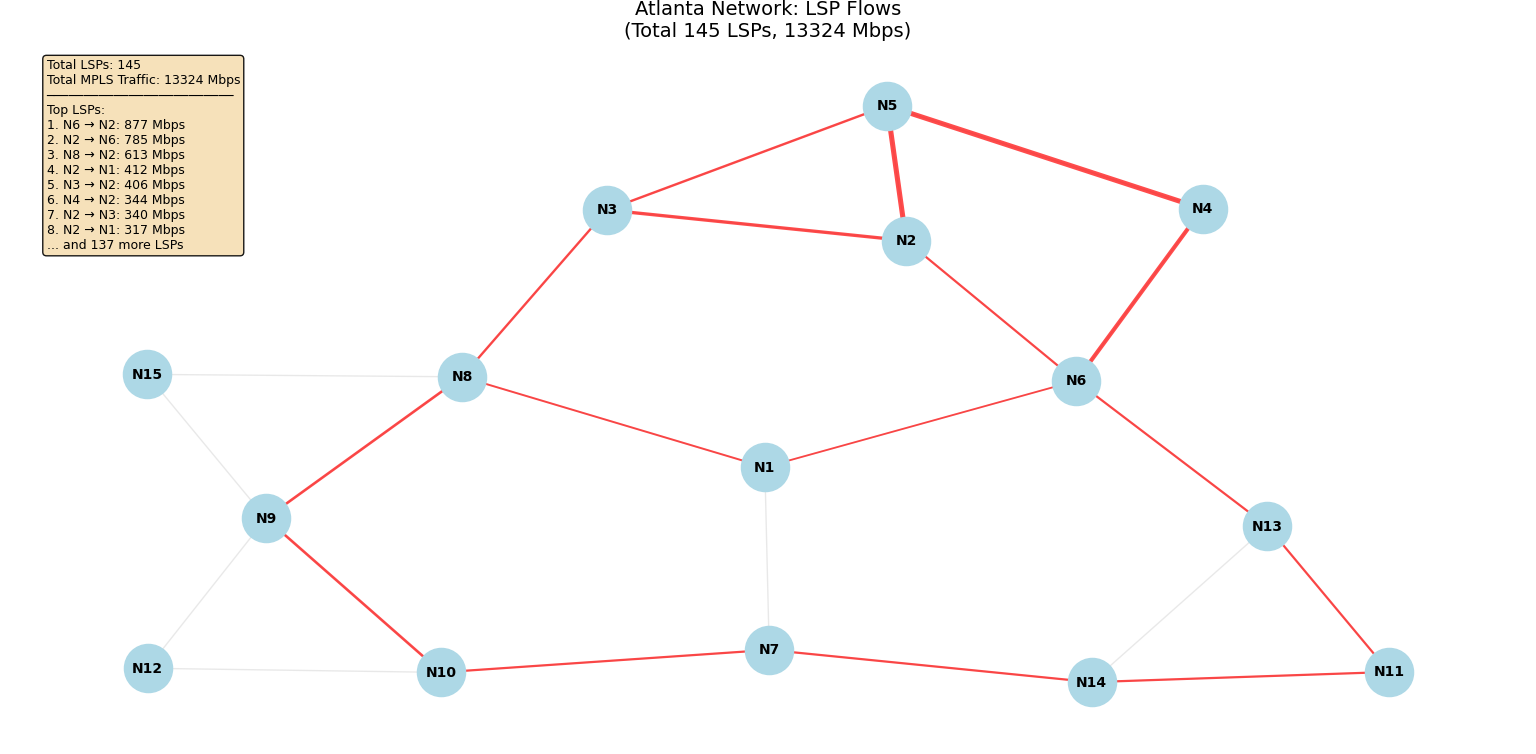 Atlanta Network: LSP Flows
(Total 145 LSPs, 13324 Mbps)
Total LSPs: 145
Total MPLS Traffic: 13324 Mbps
Top LSPs:
1. N6 → N2: 877 Mbps
2. N2 → N6: 785 Mbps
3. N8 → N2: 613 Mbps
4. N2 → N1: 412 Mbps
5. N3 → N2: 406 Mbps
6. N4 → N2: 344 Mbps
7. N2 → N3: 340 Mbps
8. N2 → N1: 317 Mbps
... and 137 more LSPs
N5
N3
N4
N2
N15
N8
N6
N1
N9
N13
N7
N12
N10
N14
N11